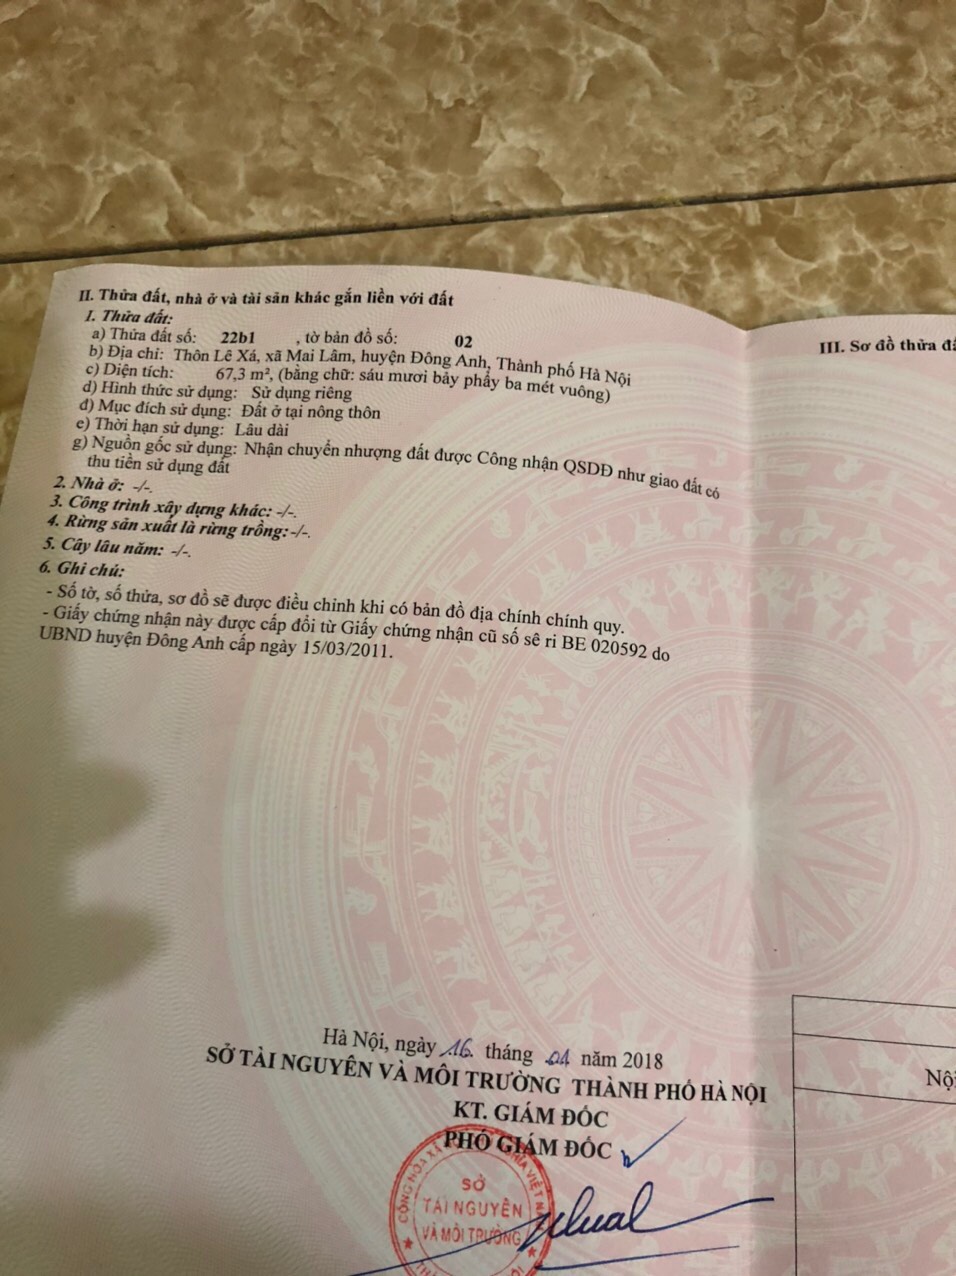 II. Thửa đất, nhà ở và tài sản khác gắn liền với đất
1. Thửa đất:
a) Thửa đất số: 22b1 , tờ bản đồ số: 02
b) Địa chỉ: Thôn Lê Xá, xã Mai Lâm, huyện Đông Anh, Thành phố Hà Nội
c) Diện tích: 67,3 m², (bằng chữ: sáu mươi bảy phẩy ba mét vuông)
d) Hình thức sử dụng: Sử dụng riêng
đ) Mục đích sử dụng: Đất ở tại nông thôn
e) Thời hạn sử dụng: Lâu dài
g) Nguồn gốc sử dụng: Nhận chuyển nhượng đất được Công nhận QSDĐ như giao đất có
thu tiền sử dụng đất
2. Nhà ở: -/-.
3. Công trình xây dựng khác: -/-.
4. Rừng sản xuất là rừng trồng: -/-.
5. Cây lâu năm: -/-.
6. Ghi chú:
- Số tờ, số thửa, sơ đồ sẽ được điều chỉnh khi có bản đồ địa chính chính quy.
- Giấy chứng nhận này được cấp đổi từ Giấy chứng nhận cũ số sê ri BE 020592 do
UBND huyện Đông Anh cấp ngày 15/03/2011.
III. Sơ đồ thửa đấ
Hà Nội, ngày 16 tháng 01 năm 2018
SỞ TÀI NGUYÊN VÀ MÔI TRƯỜNG THÀNH PHỐ HÀ NỘI
KT. GIÁM ĐỐC
PHÓ GIÁM ĐỐC
SỞ
TÀI NGUYÊN
VÀ MÔI TRƯỜNG
Nội